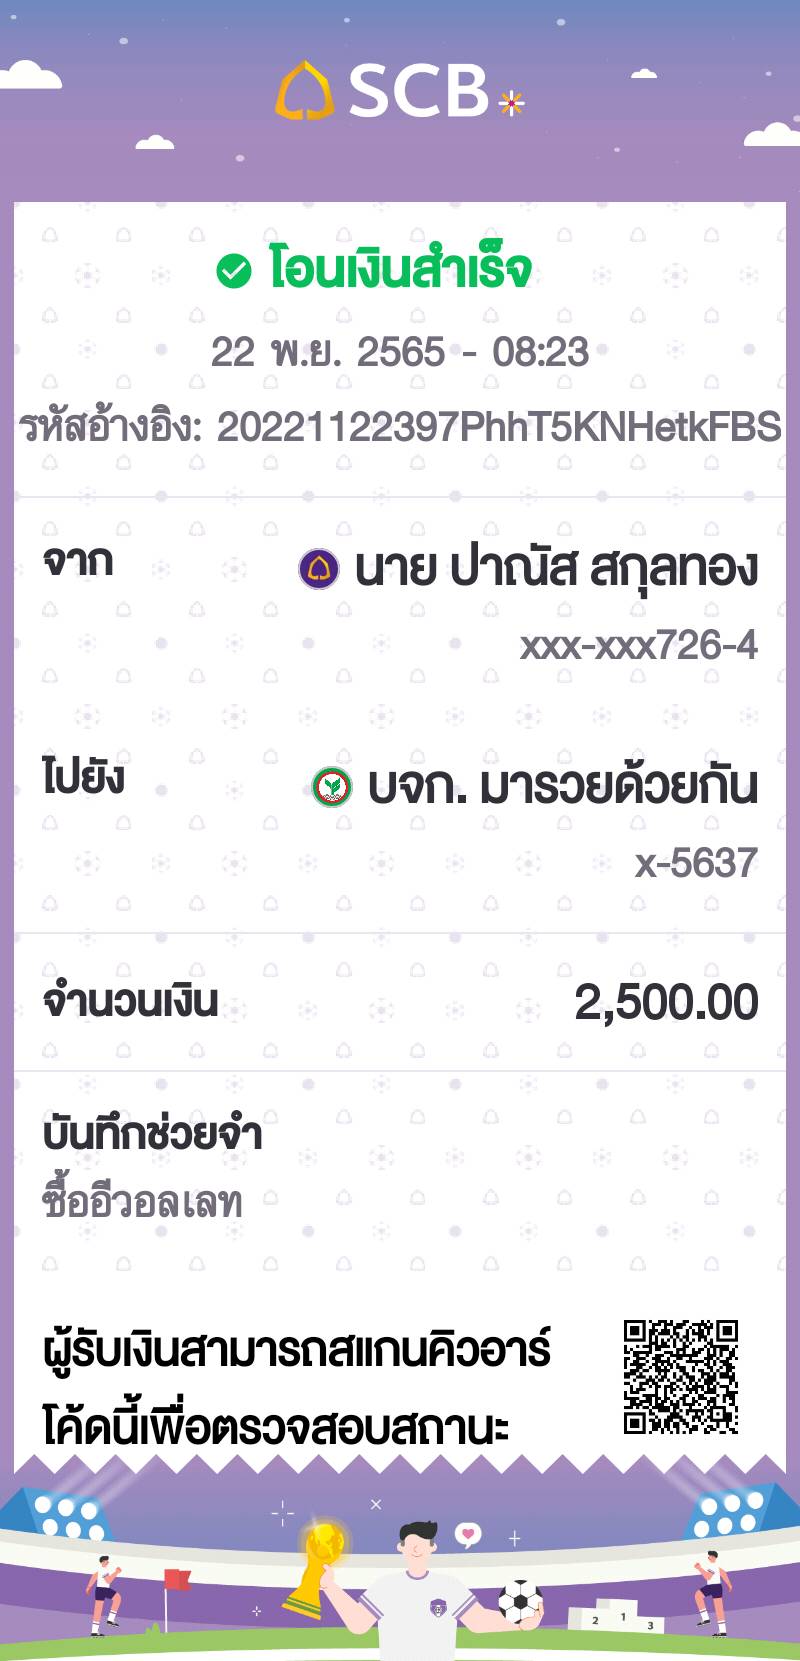 SCB
โอนเงินสำเร็จ
22 พ.ย. 2565 - 08:23
รหัสอ้างอิง: 20221122397PhhT5KNHetkFBS
จาก
นาย ปาณัส สกุลทอง
xxx-xxx726-4
ไปยัง
บจก. มารวยด้วยกัน
x-5637
จำนวนเงิน
2,500.00
บันทึกช่วยจำ
ซื้ออีวอลเลท
ผู้รับเงินสามารถสแกนคิวอาร์
โค้ดนี้เพื่อตรวจสอบสถานะ
2 1 3